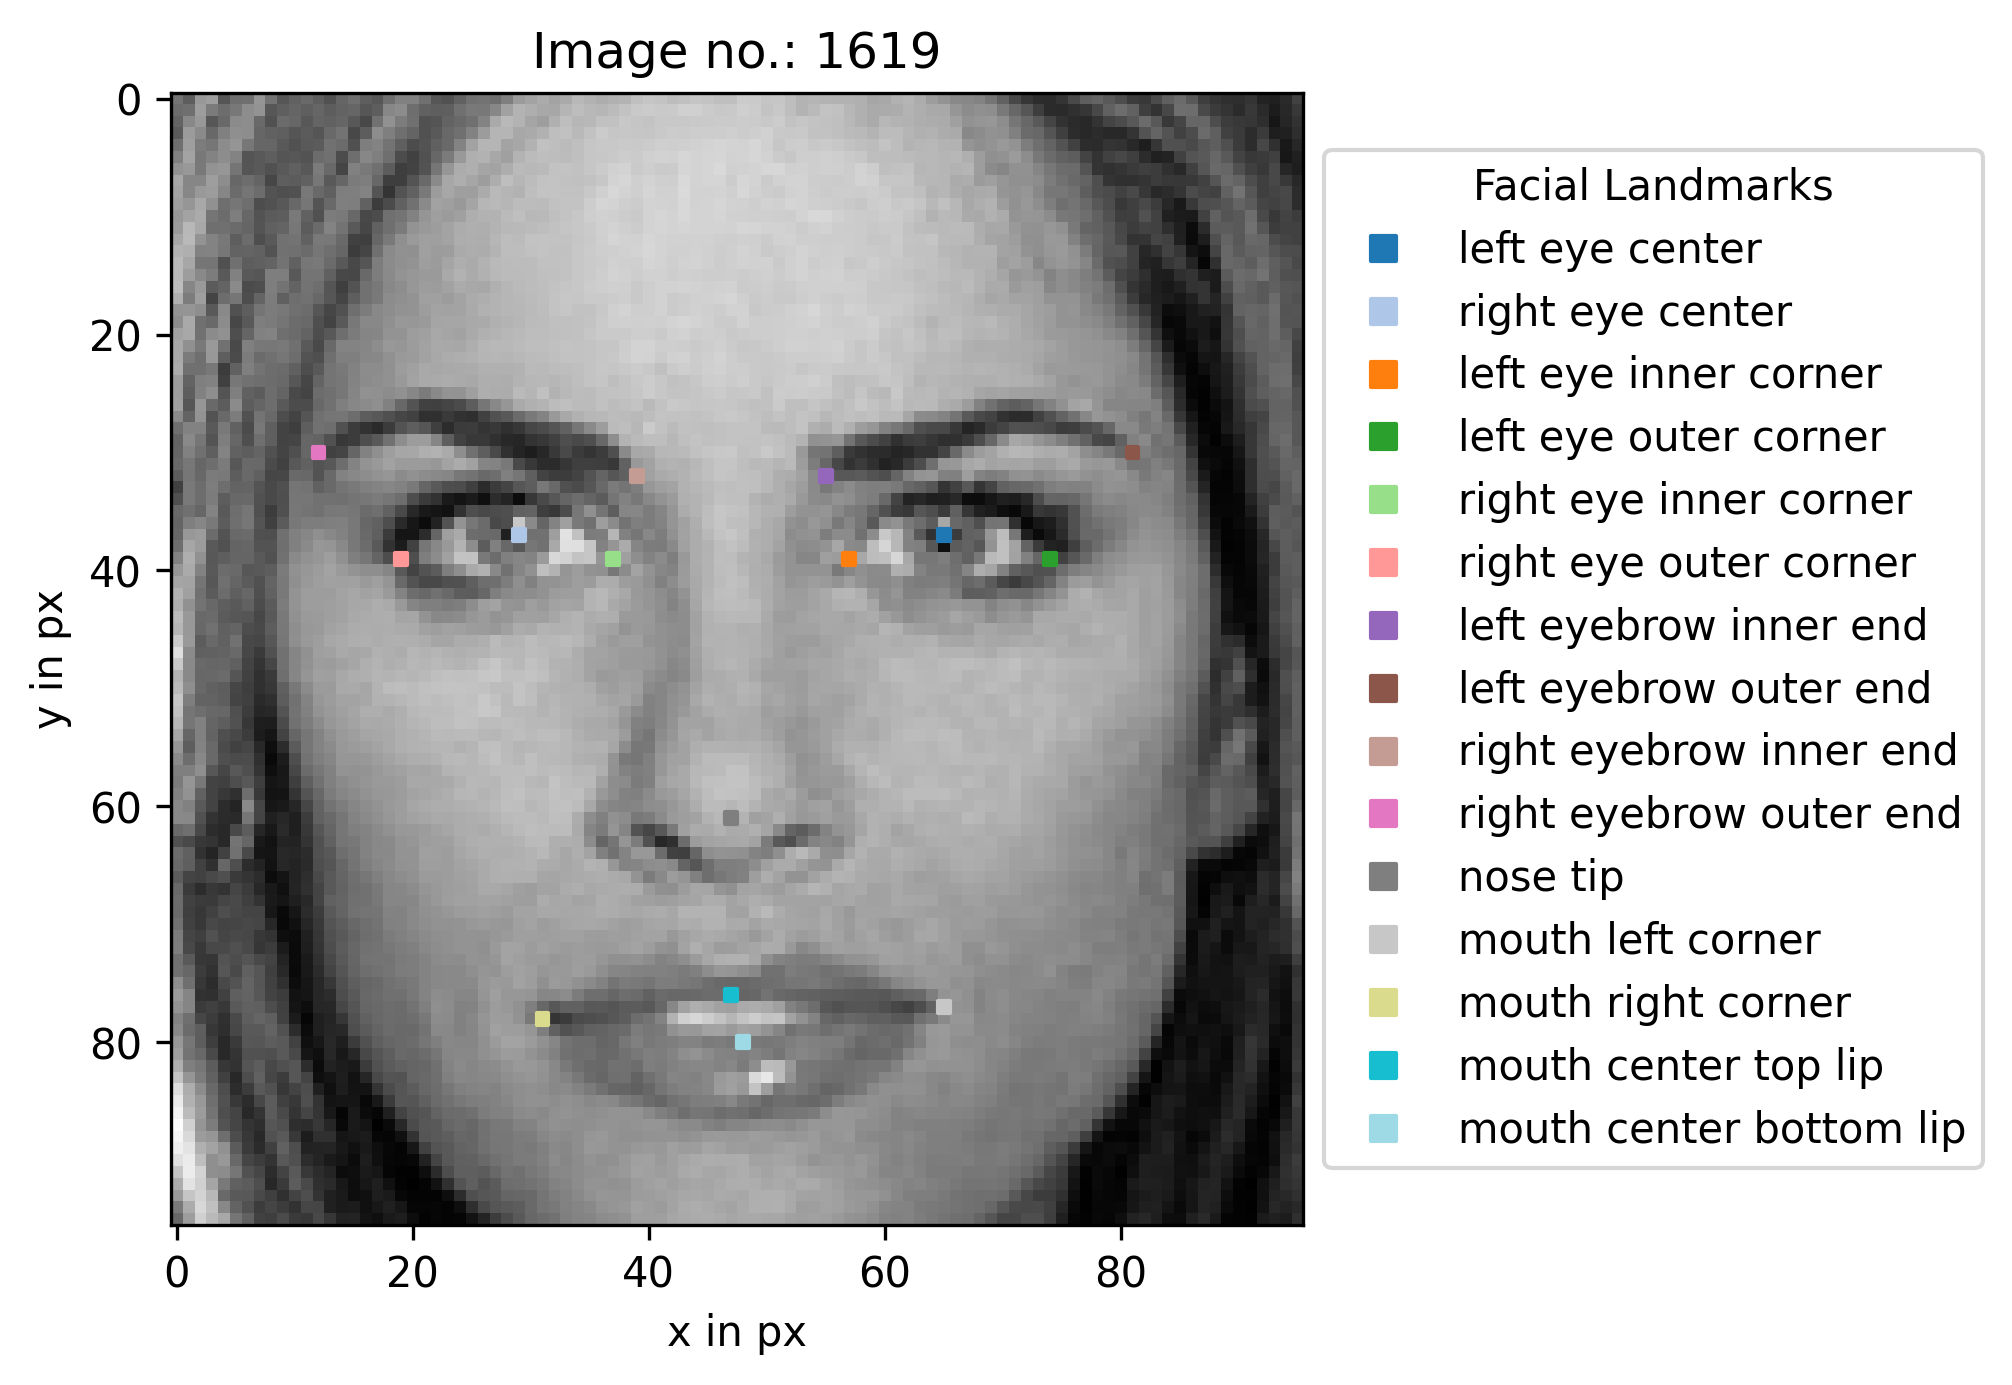 Image no.: 1619
0
20
40
60
80
y in px
0 20 40 60 80
x in px
Facial Landmarks
left eye center
right eye center
left eye inner corner
left eye outer corner
right eye inner corner
right eye outer corner
left eyebrow inner end
left eyebrow outer end
right eyebrow inner end
right eyebrow outer end
nose tip
mouth left corner
mouth right corner
mouth center top lip
mouth center bottom lip